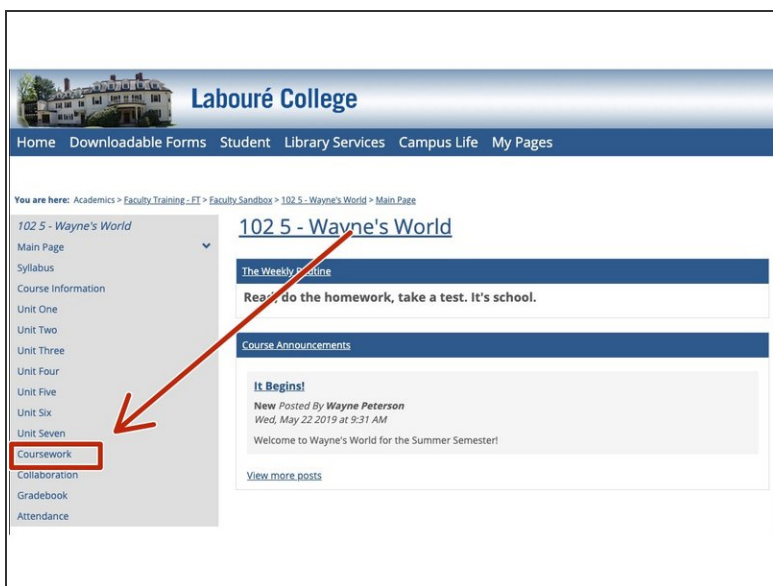 Labouré College
Home Downloadable Forms Student Library Services Campus Life My Pages
You are here: Academics > Faculty Training - FT > Faculty Sandbox > 102 5 - Wayne's World > Main Page
102 5 - Wayne's World
Main Page
Syllabus
Course Information
Unit One
Unit Two
Unit Three
Unit Four
Unit Five
Unit Six
Unit Seven
Coursework
Collaboration
Gradebook
Attendance
102 5 - Wayne's World
The Weekly Routine
Read, do the homework, take a test. It's school.
Course Announcements
It Begins!
New Posted By Wayne Peterson
Wed, May 22 2019 at 9:31 AM
Welcome to Wayne's World for the Summer Semester!
View more posts